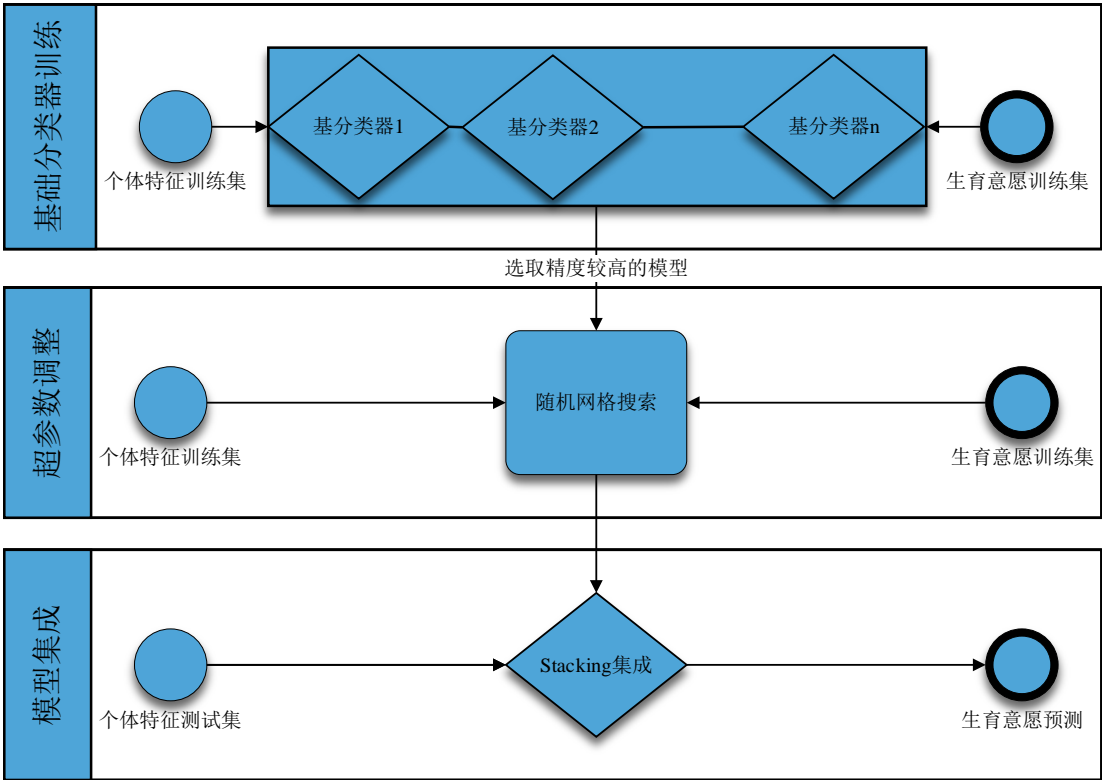 基础分类器训练
基分类器1
基分类器2
基分类器n
个体特征训练集
生育意愿训练集
选取精度较高的模型
超参数调整
随机网格搜索
个体特征训练集
生育意愿训练集
模型集成
Stacking集成
个体特征测试集
生育意愿预测